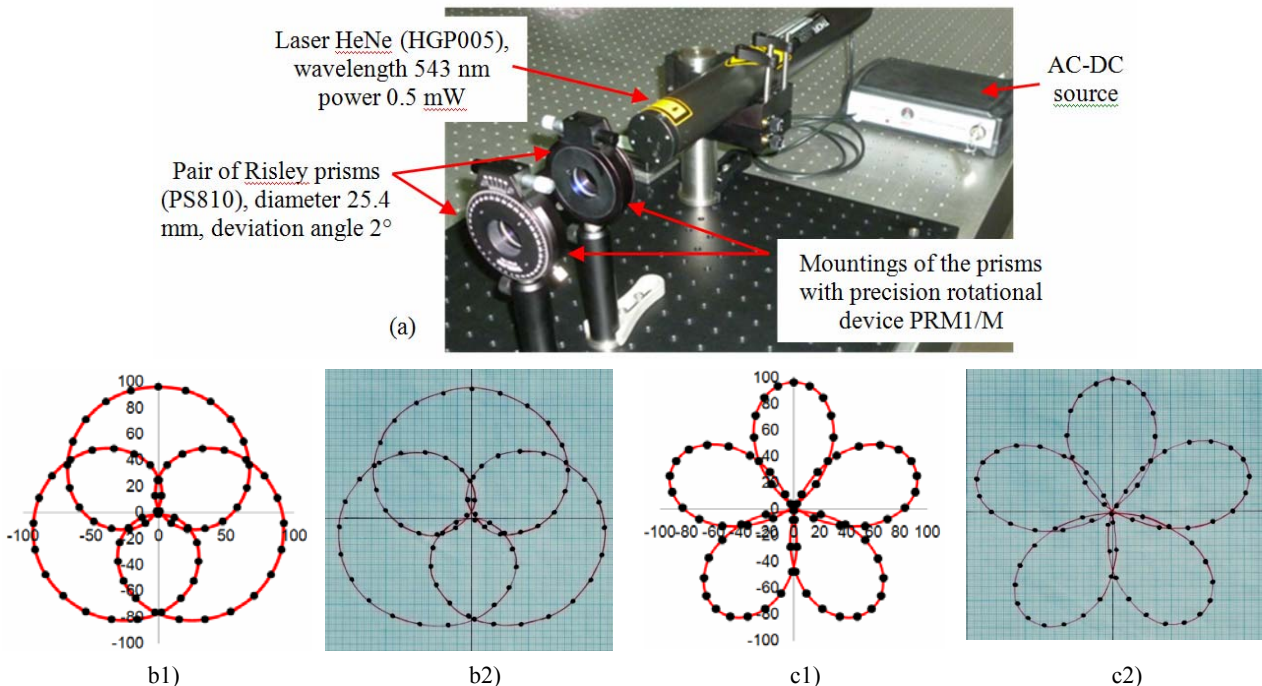 Laser HeNe (HGP005),
wavelength 543 nm
power 0.5 mW
AC-DC
source
Pair of Risley prisms
(PS810), diameter 25.4
mm, deviation angle 2°
Mountings of the prisms
with precision rotational
device PRM1/M
(a)
100
80
60
40
20
0
-100 -50 0 50 100
-20
-40
-60
-80
-100
100
80
60
40
20
0
-100 -80 -60 -40 -20 0 20 40 60 80 100
-20
-40
-60
-80
-100
b1) b2) c1) c2)